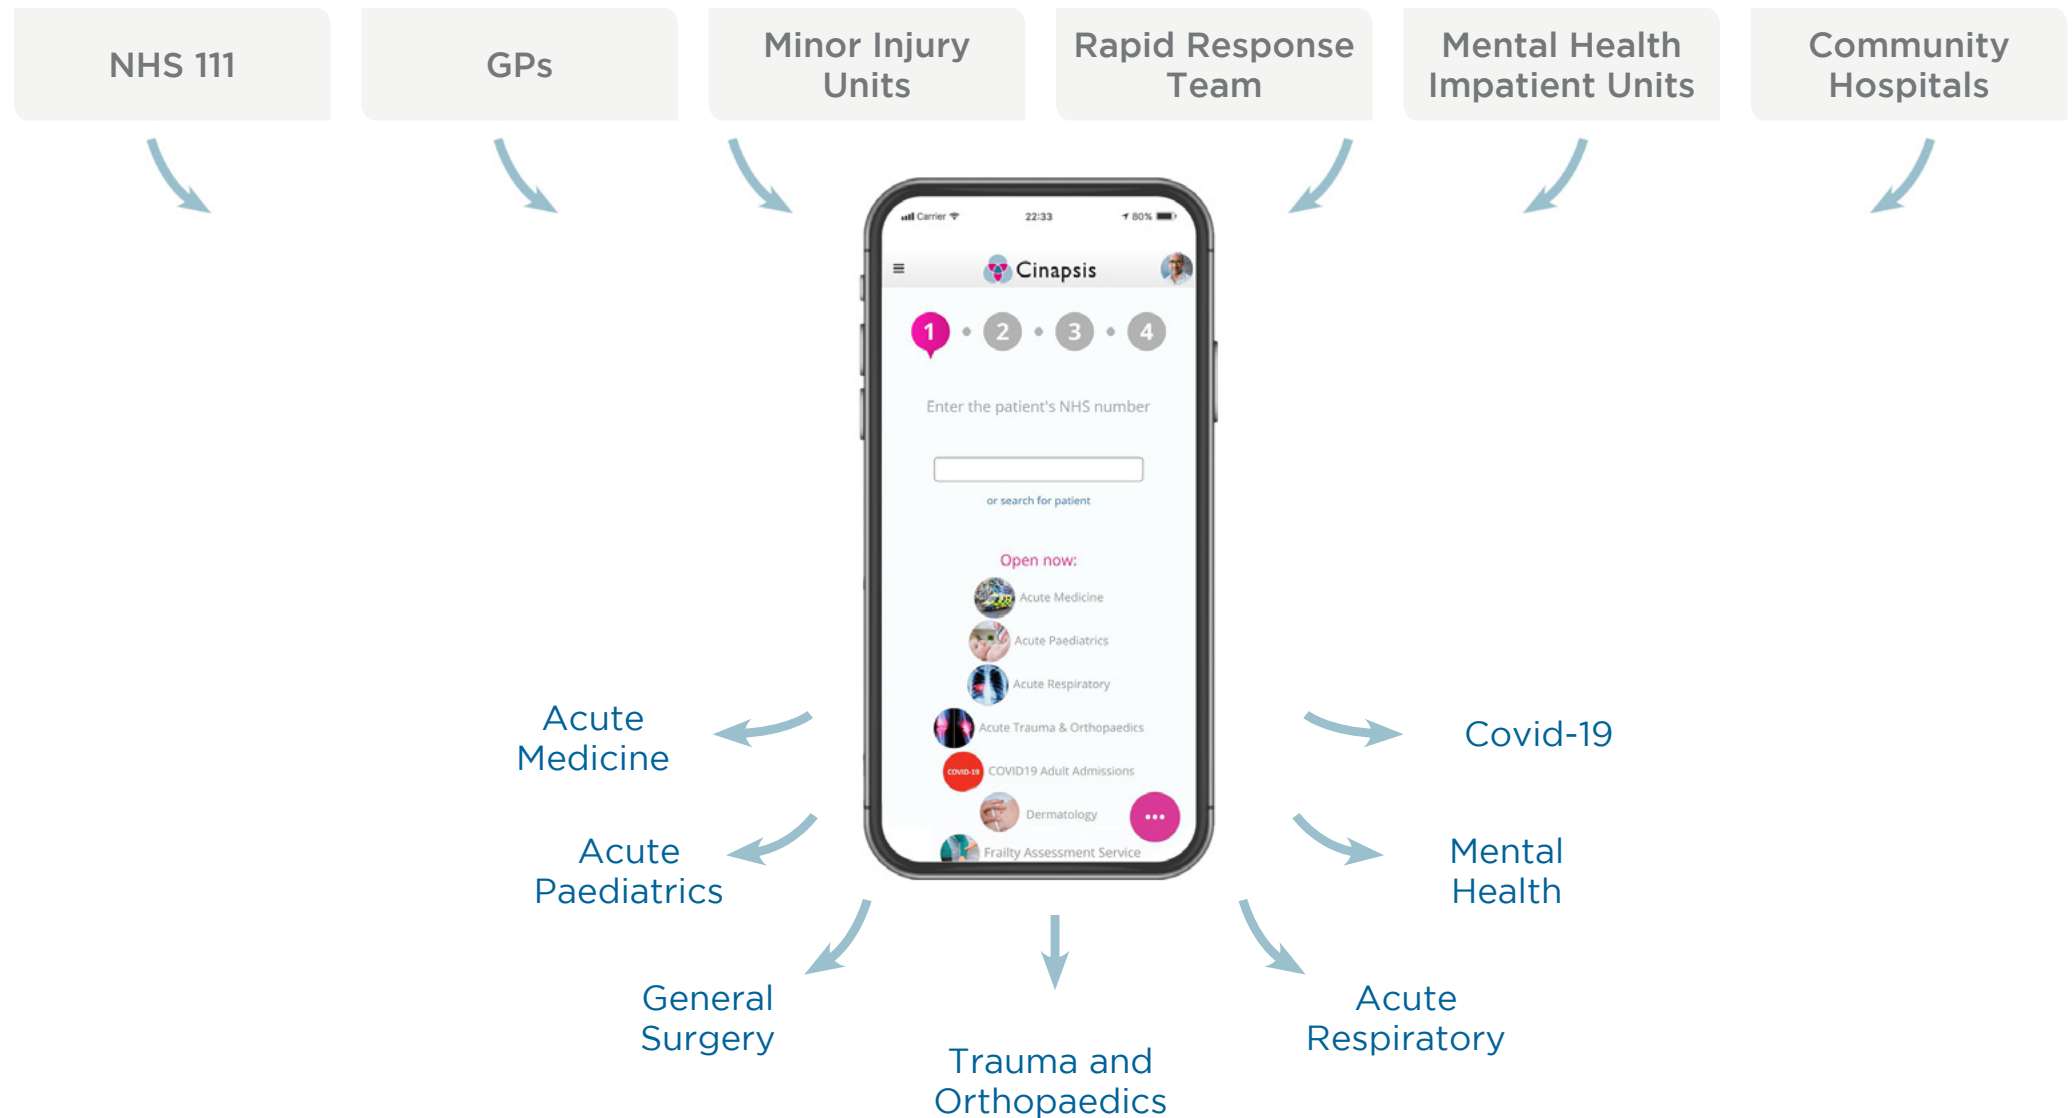 NHS 111
GPs
Minor Injury
Units
Rapid Response
Team
Mental Health
Impatient Units
Community
Hospitals
Carrier
22:33
80%
Cinapsis
1
2
3
4
Enter the patient's NHS number
or search for patient
Open now:
Acute Medicine
Acute Paediatrics
Acute Respiratory
Acute Trauma & Orthopaedics
COVID-19
COVID19 Adult Admissions
Dermatology
Frailty Assessment Service
Acute
Medicine
Acute
Paediatrics
General
Surgery
Trauma and
Orthopaedics
Acute
Respiratory
Mental
Health
Covid-19